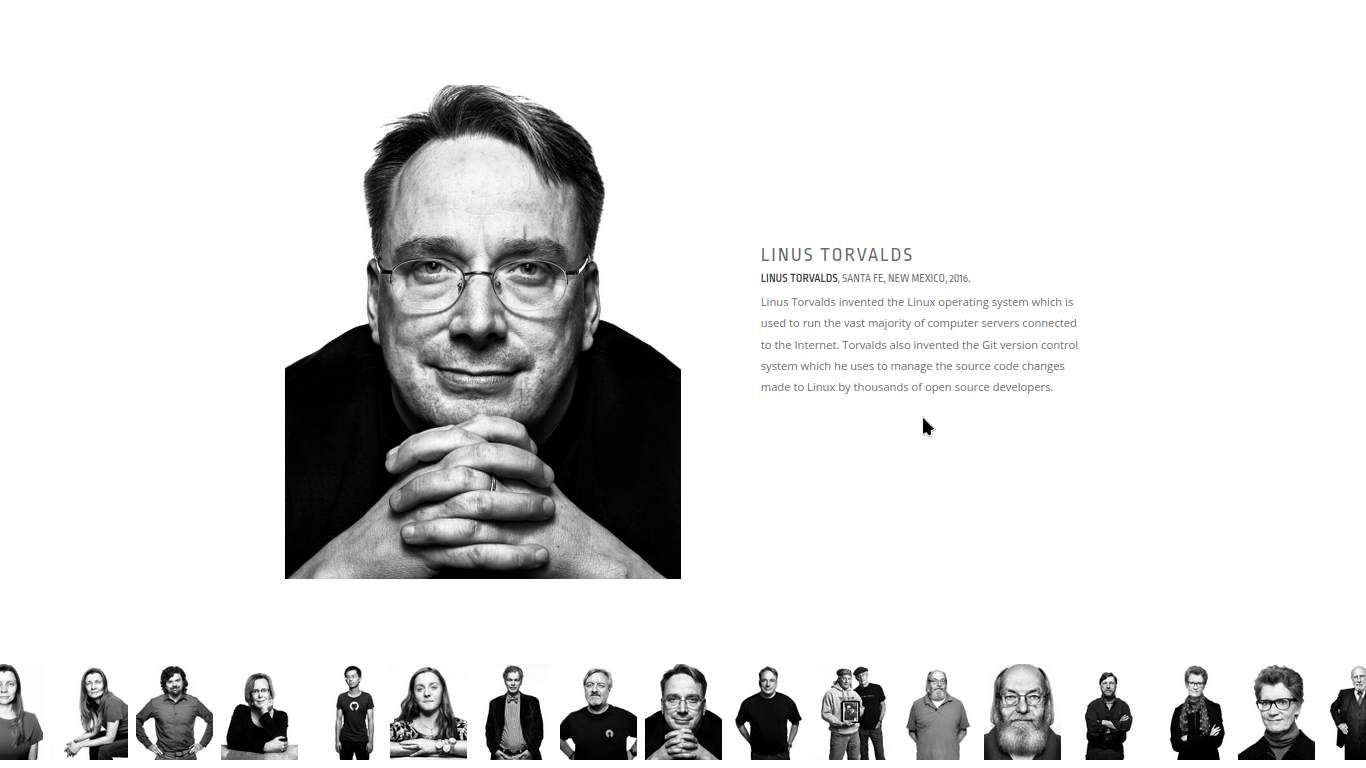 LINUS TORVALDS
LINUS TORVALDS, SANTA FE, NEW MEXICO, 2016.
Linus Torvalds invented the Linux operating system which is
used to run the vast majority of computer servers connected
to the Internet. Torvalds also invented the Git version control
system which he uses to manage the source code changes
made to Linux by thousands of open source developers.